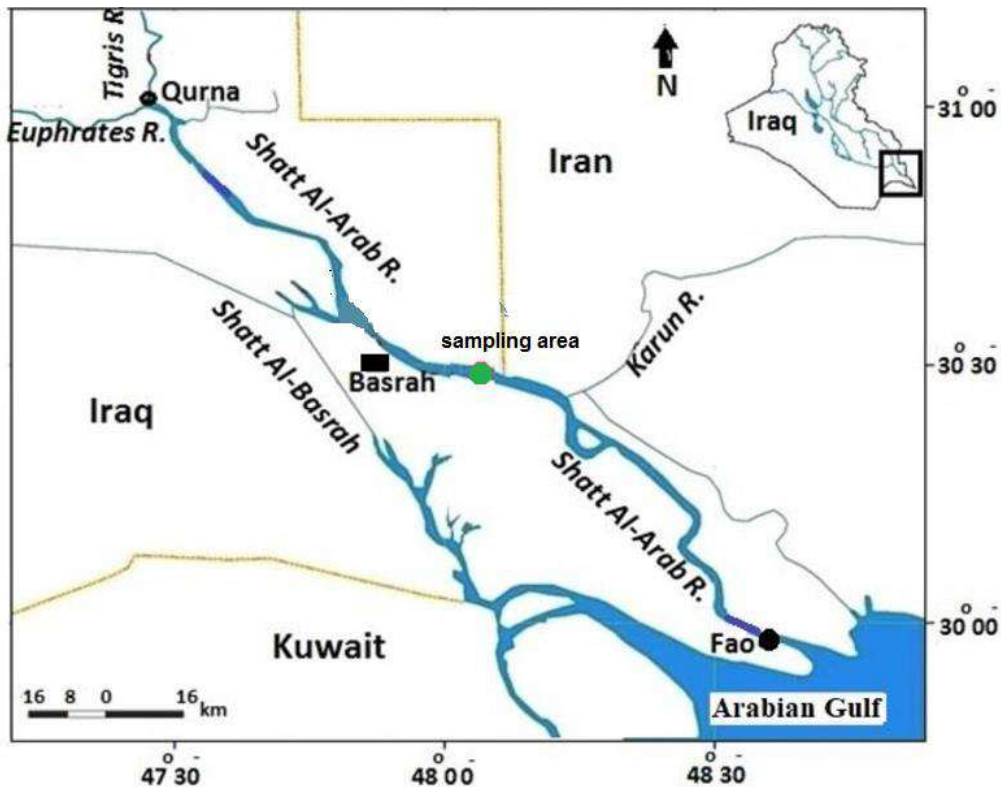 Tigris R.
Qurna
Euphrates R.
Shatt Al-Arab R.
Iran
N
Iraq
31 00
sampling area
Karun R.
30 30
Basrah
Shatt Al-Basrah
Iraq
Shatt Al-Arab R.
30 00
Fao
Kuwait
Arabian Gulf
16 8 0 16
km
47 30
48 00
48 30